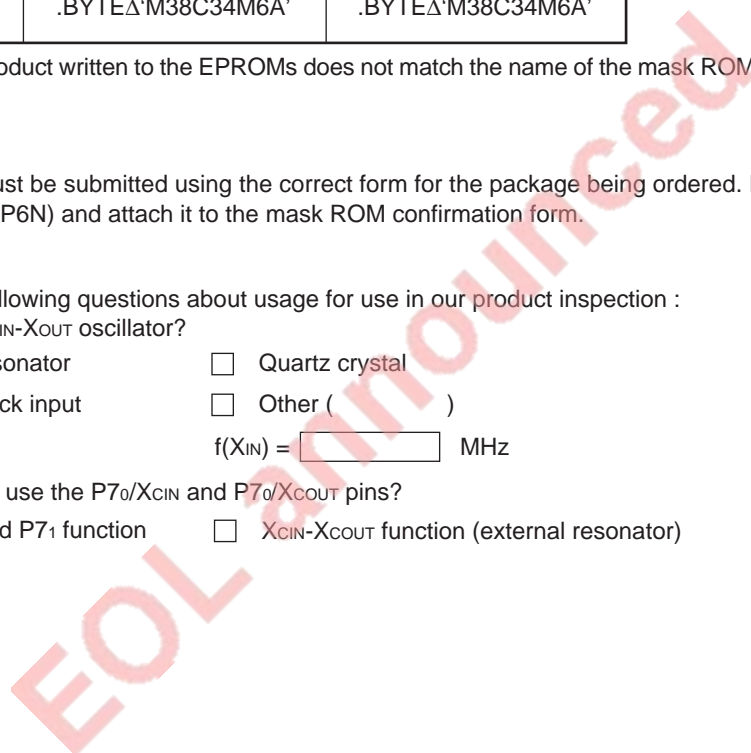 .BYTE∆‘M38C34M6A’ .BYTE∆‘M38C34M6A’
oduct written to the EPROMs does not match the name of the mask ROM
ust be submitted using the correct form for the package being ordered.
P6N) and attach it to the mask ROM confirmation form.
llowing questions about usage for use in our product inspection :
IN-XOUT oscillator?
sonator Quartz crystal
ck input Other ( )
f(XIN) = MHz
use the P70/XCIN and P70/XCOUT pins?
d P71 function XCIN-XCOUT function (external resonator)
EOL announced